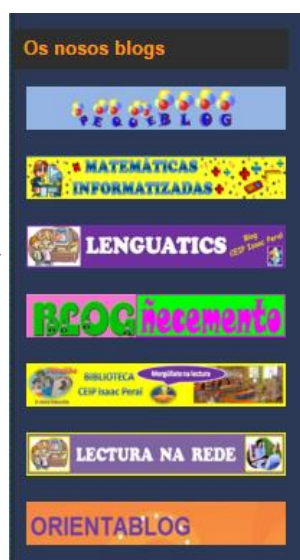 Os nosos blogs
PEQUEBLOG
MATEMÁTICAS
INFORMATIZADAS
LENGUATICS
Blog
CEIP Isaac Peral
BLOGñecemento
BIBLIOTECA
CEIP Isaac Peral
Mergúllate na lectura
LECTURA NA REDE
ORIENTABLOG